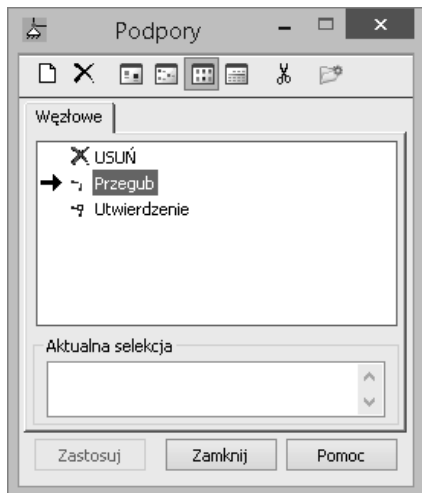 Podpory
Węzłowe
USUŃ
Przegub
Utwierdzenie
Aktualna selekcja
Zastosuj Zamknij Pomoc